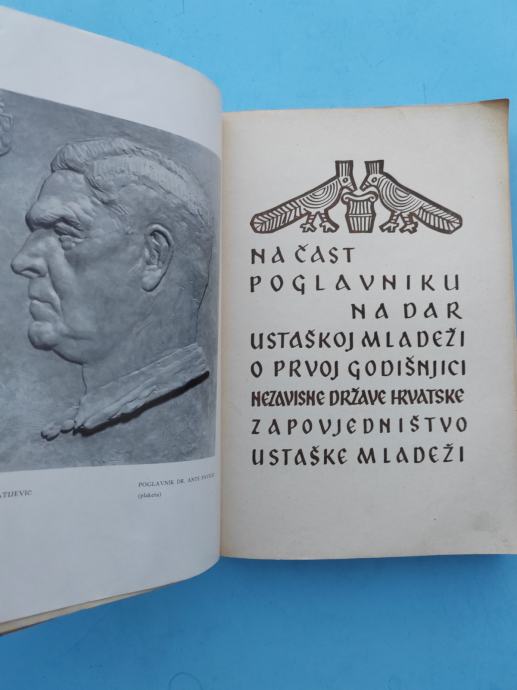 ATIJEVIĆ
POGLAVNIK DR. ANTE PAVELIĆ
(plaketa)
NA ČAST
POGLAVNIKU
NA DAR
USTAŠKOJ MLADEŽI
O PRVOJ GODIŠNJICI
NEZAVISNE DRŽAVE HRVATSKE
ZAPOVJEDNIŠTVO
USTAŠKE MLADEŽI